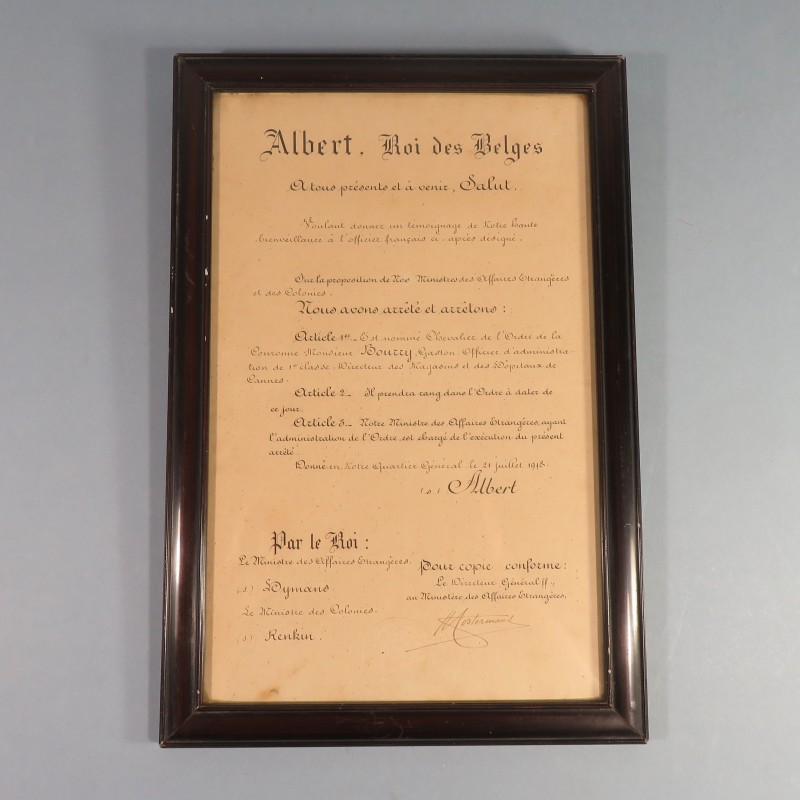 Albert, Roi des Belges
A tous présents et à venir, Salut.
Voulant donner un témoignage de Notre haute
bienveillance à l'officier français ci-après désigné.
Sur la proposition de Nos Ministres des Affaires Etrangères
et des Colonies.
Nous avons arrêté et arrêtons :
Article 1er_ Est nommé Chevalier de l'Ordre de la
Couronne Monsieur Bourzy, Gaston. Officier d'administra-
tion de 1re classe. Directeur des Magasins et des Hôpitaux de
Cannes.
Article 2_ Il prendra rang dans l'Ordre à dater de
ce jour.
Article 3_ Notre Ministre des Affaires Etrangères, ayant
l'administration de l'Ordre, est chargé de l'exécution du présent
arrêté.
Donné en Notre Quartier Général, le 21 juillet 1918.
(s) Albert
Par le Roi :
Le Ministre des Affaires Etrangères.
(s) Hymans
Le Ministre des Colonies.
(s) Renkin.
Pour copie conforme :
Le Directeur Général ff.,
au Ministère des Affaires Etrangères,